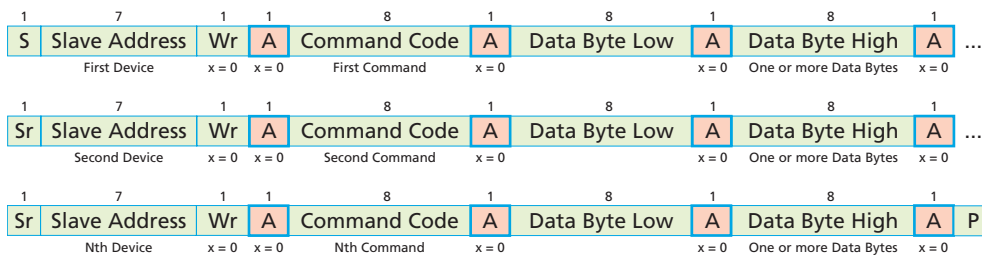 1 7 1 1 8 1 8 1 8 1
S Slave Address Wr A Command Code A Data Byte Low A Data Byte High A ...
First Device x = 0 x = 0 First Command x = 0 x = 0 One or more Data Bytes x = 0
1 7 1 1 8 1 8 1 8 1
Sr Slave Address Wr A Command Code A Data Byte Low A Data Byte High A ...
Second Device x = 0 x = 0 Second Command x = 0 x = 0 One or more Data Bytes x = 0
1 7 1 1 8 1 8 1 8 1
Sr Slave Address Wr A Command Code A Data Byte Low A Data Byte High A P
Nth Device x = 0 x = 0 Nth Command x = 0 x = 0 One or more Data Bytes x = 0